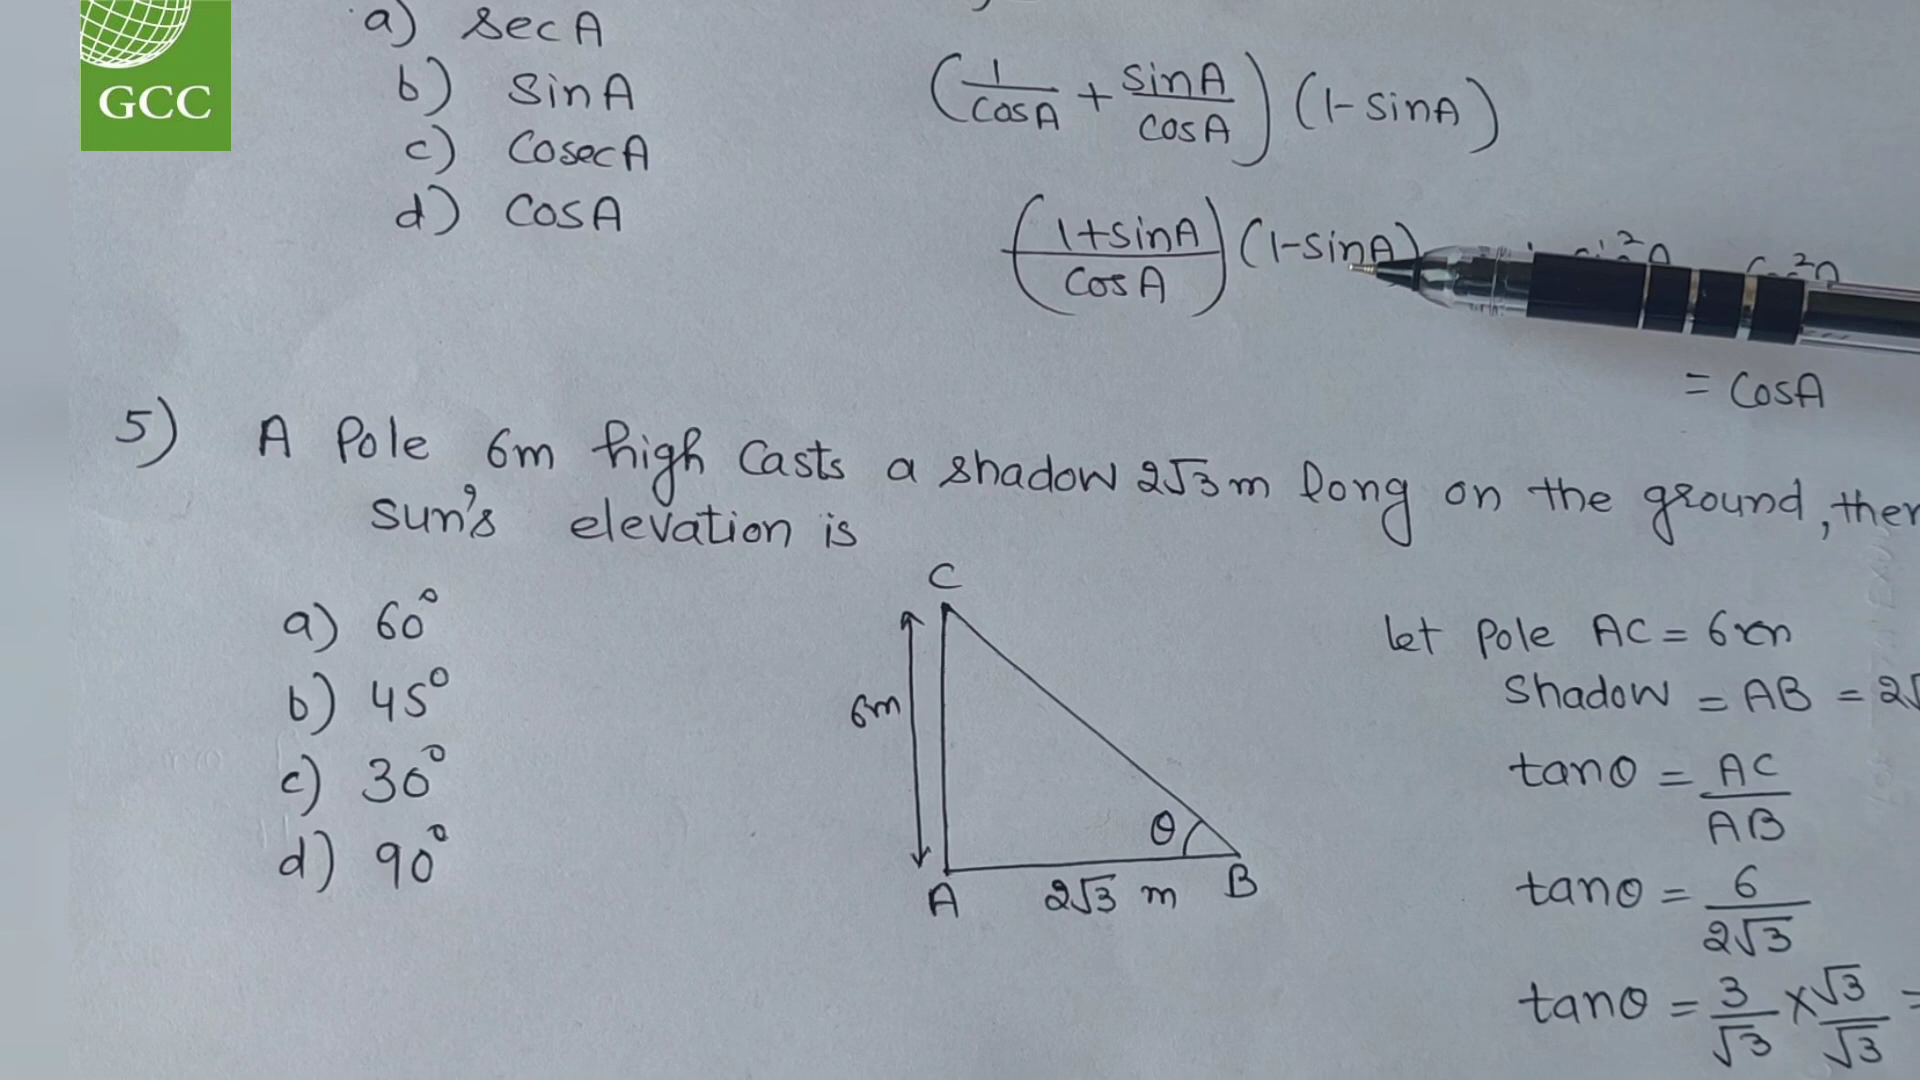 GCC
a) secA
b) sinA
c) cosecA
d) cosA
(1/cosA + sinA/cosA) (1-sinA)
(1+sinA/cosA) (1-sinA)
= cosA
5) A Pole 6m high casts a shadow 2√3 m long on the ground, then
sun's elevation is
a) 60°
b) 45°
c) 30°
d) 90°
C
6m
θ
A 2√3 m B
let pole AC = 6m
shadow = AB = 2√
tanθ = AC/AB
tanθ = 6/2√3
tanθ = 3/√3 × √3/√3 =